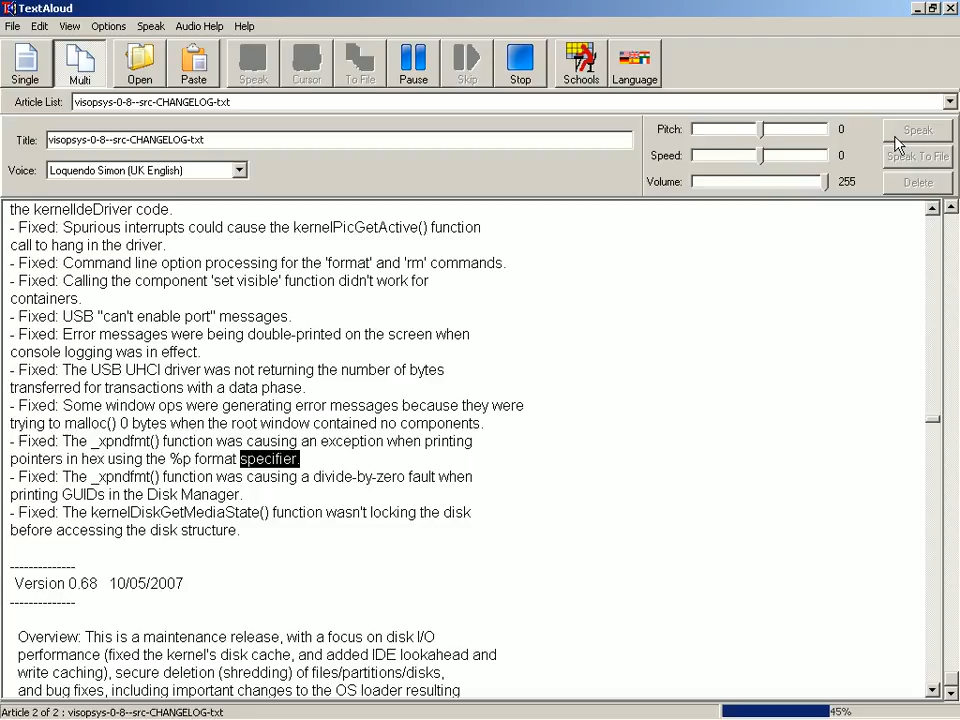 TextAloud
File Edit View Options Speak Audio Help Help
Single Multi Open Paste Speak Cursor To File Pause Skip Stop Schools Language
Article List: visopsys-0-8--src-CHANGELOG-txt
Title: visopsys-0-8--src-CHANGELOG-txt
Voice: Loquendo Simon (UK English)
Pitch: 0 Speak
Speed: 0 Speak To File
Volume: 255 Delete
the kernelIdeDriver code.
- Fixed: Spurious interrupts could cause the kernelPicGetActive() function
call to hang in the driver.
- Fixed: Command line option processing for the 'format' and 'rm' commands.
- Fixed: Calling the component 'set visible' function didn't work for
containers.
- Fixed: USB "can't enable port" messages.
- Fixed: Error messages were being double-printed on the screen when
console logging was in effect.
- Fixed: The USB UHCI driver was not returning the number of bytes
transferred for transactions with a data phase.
- Fixed: Some window ops were generating error messages because they were
trying to malloc() 0 bytes when the root window contained no components.
- Fixed: The _xpndfmt() function was causing an exception when printing
pointers in hex using the %p format specifier.
- Fixed: The _xpndfmt() function was causing a divide-by-zero fault when
printing GUIDs in the Disk Manager.
- Fixed: The kernelDiskGetMediaState() function wasn't locking the disk
before accessing the disk structure.
--------------
Version 0.68 10/05/2007
--------------
Overview: This is a maintenance release, with a focus on disk I/O
performance (fixed the kernel's disk cache, and added IDE lookahead and
write caching), secure deletion (shredding) of files/partitions/disks,
and bug fixes, including important changes to the OS loader resulting
Article 2 of 2 : visopsys-0-8--src-CHANGELOG-txt 45%